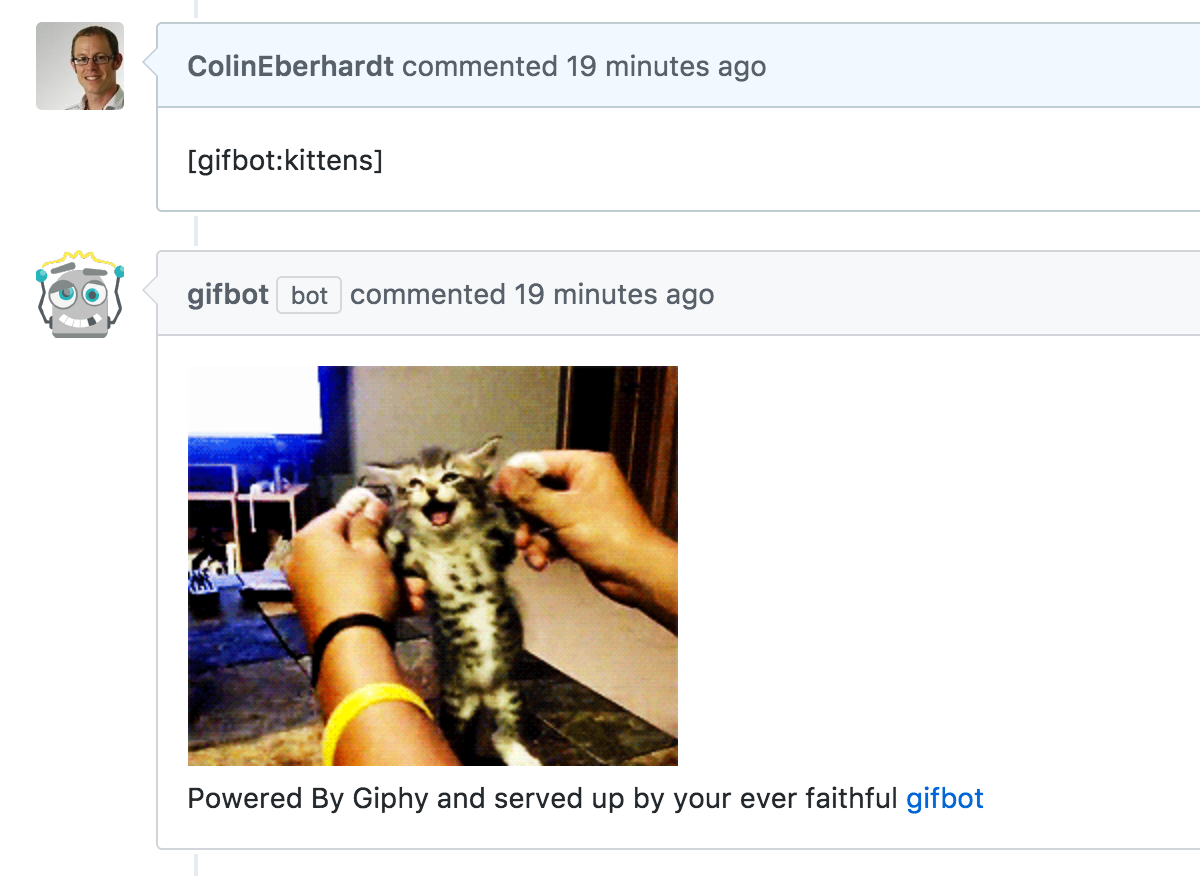 ColinEberhardt commented 19 minutes ago
[gifbot:kittens]
gifbot bot commented 19 minutes ago
Powered By Giphy and served up by your ever faithful gifbot